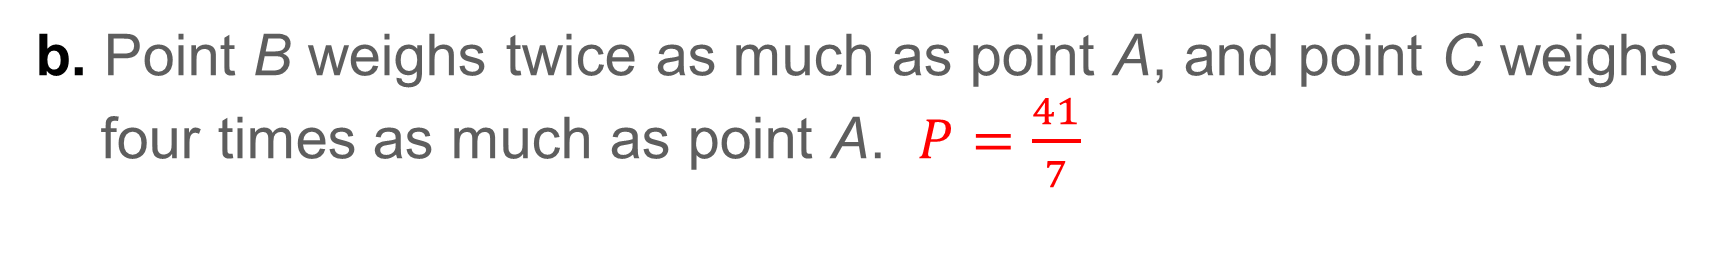 b. Point B weighs twice as much as point A, and point C weighs
four times as much as point A. P = 41/7